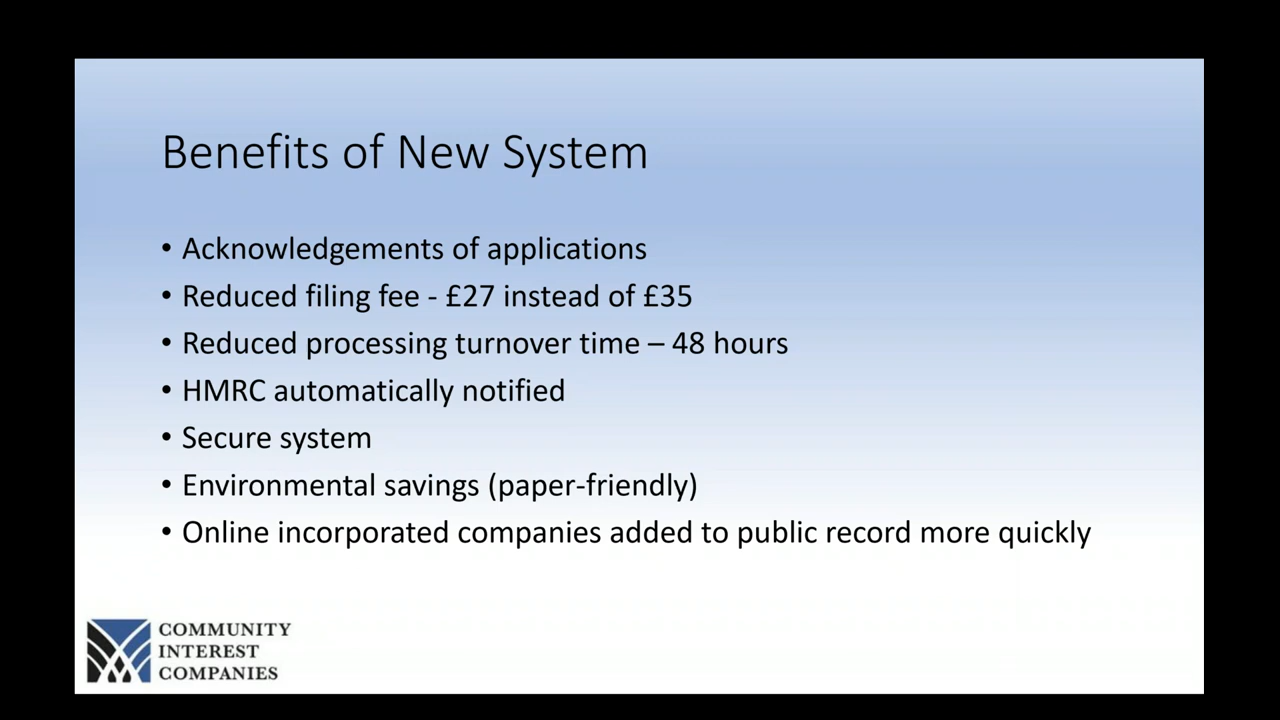 Benefits of New System
• Acknowledgements of applications
• Reduced filing fee - £27 instead of £35
• Reduced processing turnover time – 48 hours
• HMRC automatically notified
• Secure system
• Environmental savings (paper-friendly)
• Online incorporated companies added to public record more quickly
COMMUNITY
INTEREST
COMPANIES